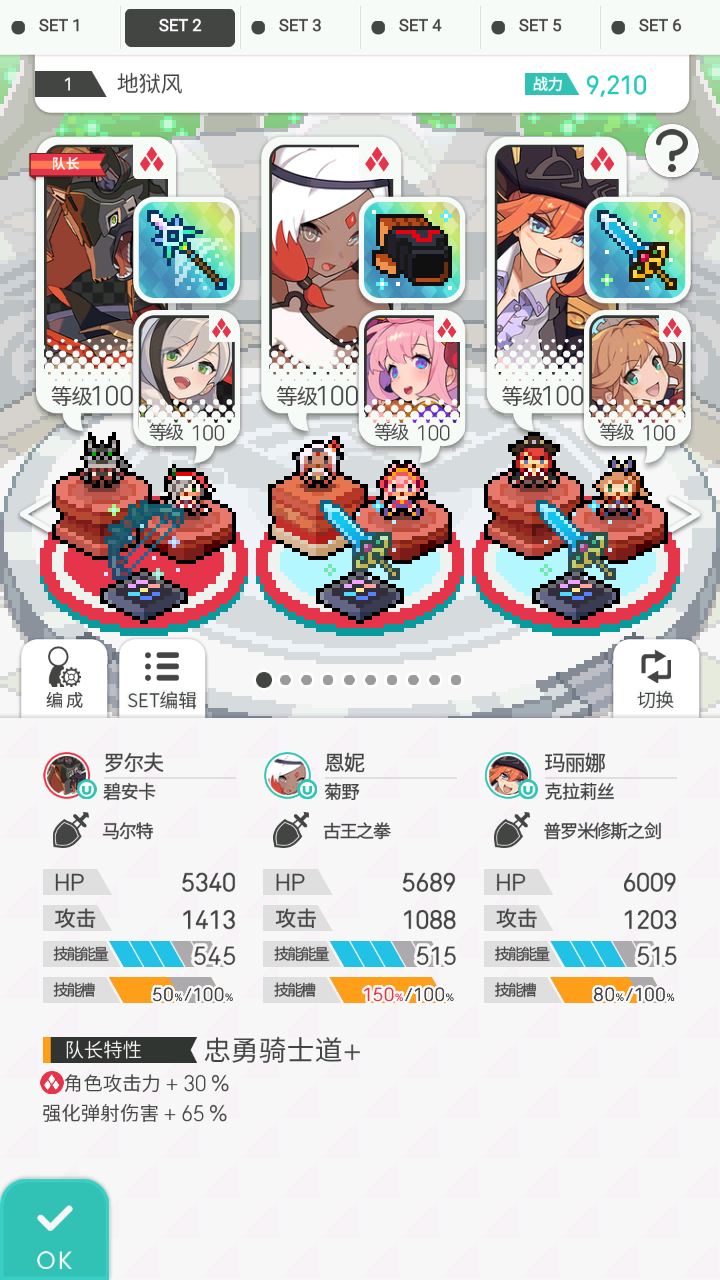 SET 1 SET 2 SET 3 SET 4 SET 5 SET 6
1 地狱风 战力 9,210
队长
?
等级100 等级100 等级100
等级 100 等级 100 等级 100
编成 SET编辑 切换
罗尔夫 恩妮 玛丽娜
碧安卡 菊野 克拉莉丝
U U U
马尔特 古王之拳 普罗米修斯之剑
HP 5340 HP 5689 HP 6009
攻击 1413 攻击 1088 攻击 1203
技能能量 545 技能能量 515 技能能量 515
技能槽 50%/100% 技能槽 150%/100% 技能槽 80%/100%
队长特性 忠勇骑士道+
角色攻击力 + 30 %
强化弹射伤害 + 65 %
OK